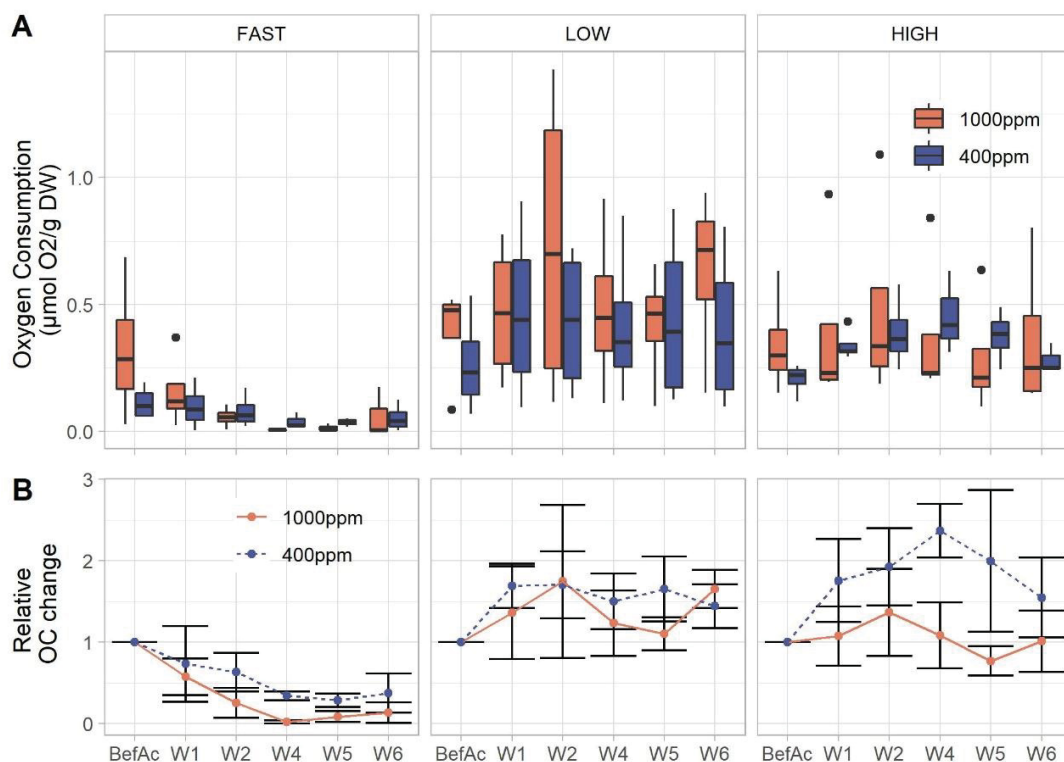 A
FAST
LOW
HIGH
Oxygen Consumption
(µmol O2/g DW)
1.0
0.5
0.0
1000ppm
400ppm
B
Relative
OC change
3
2
1
0
1000ppm
400ppm
BefAc W1 W2 W4 W5 W6
BefAc W1 W2 W4 W5 W6
BefAc W1 W2 W4 W5 W6